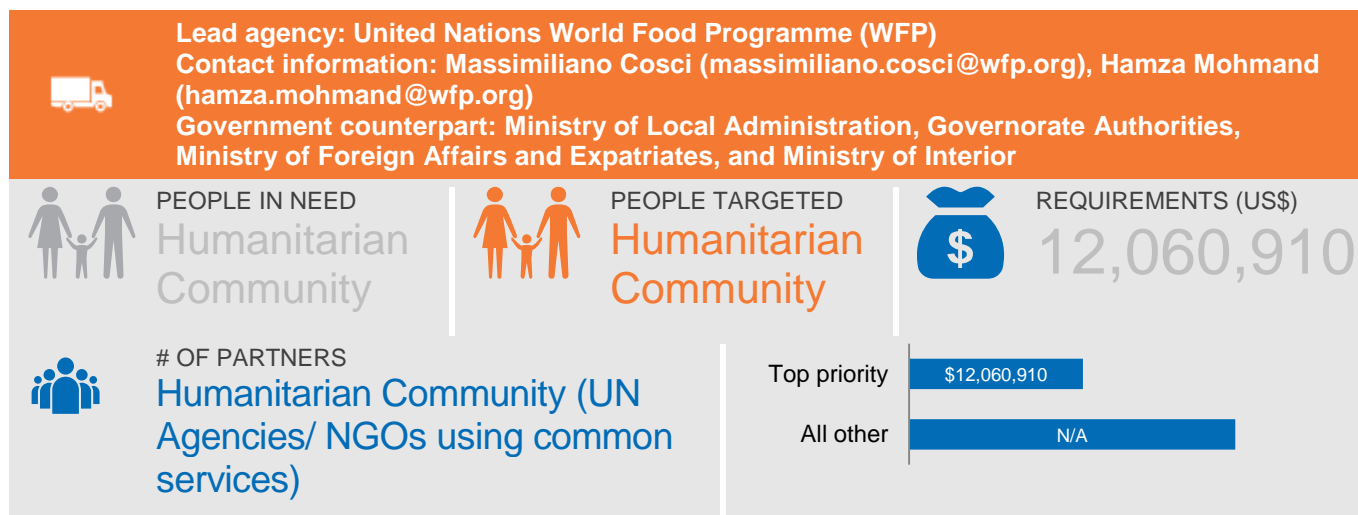 Lead agency: United Nations World Food Programme (WFP)
Contact information: Massimiliano Cosci (massimiliano.cosci@wfp.org), Hamza Mohmand
(hamza.mohmand@wfp.org)
Government counterpart: Ministry of Local Administration, Governorate Authorities,
Ministry of Foreign Affairs and Expatriates, and Ministry of Interior
PEOPLE IN NEED
Humanitarian
Community
PEOPLE TARGETED
Humanitarian
Community
$
REQUIREMENTS (US$)
12,060,910
# OF PARTNERS
Humanitarian Community (UN
Agencies/ NGOs using common
services)
Top priority
$12,060,910
All other
N/A